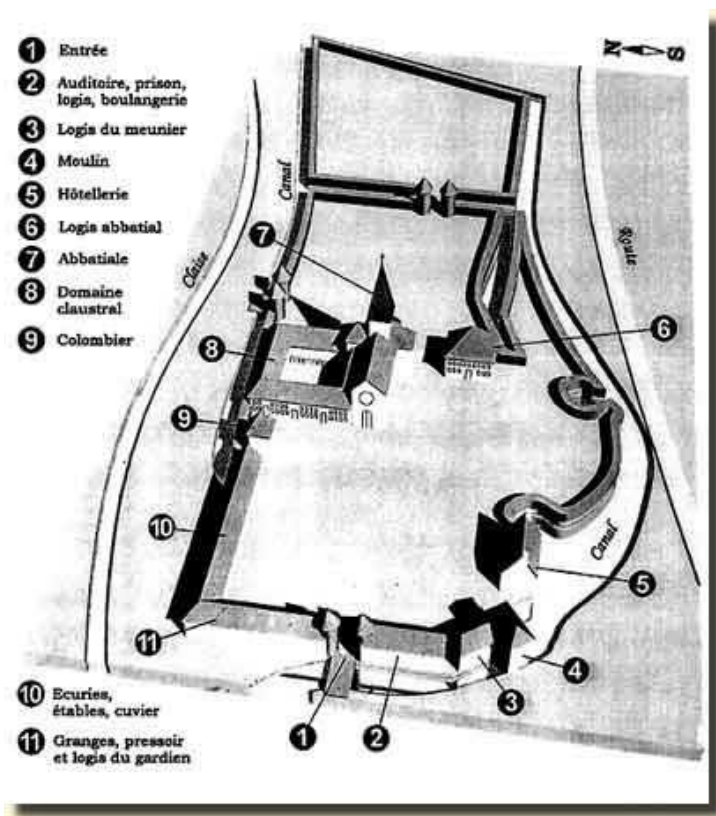 1 Entrée
2 Auditoire, prison,
logis, boulangerie
3 Logis du meunier
4 Moulin
5 Hôtellerie
6 Logis abbatial
7 Abbatiale
8 Domaine
claustral
9 Colombier
N S
Canal
Claise
Route
7
6
8
9
10
Canal
5
11
4
3
1
2
10 Ecuries,
étables, cuvier
11 Granges, pressoir
et logis du gardien